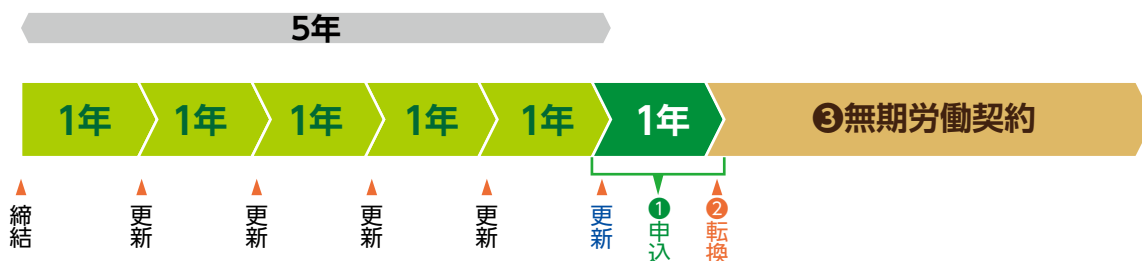 5年
1年 1年 1年 1年 1年 1年 ❸無期労働契約
締結
更新
更新
更新
更新
更新
❶申込
❷転換